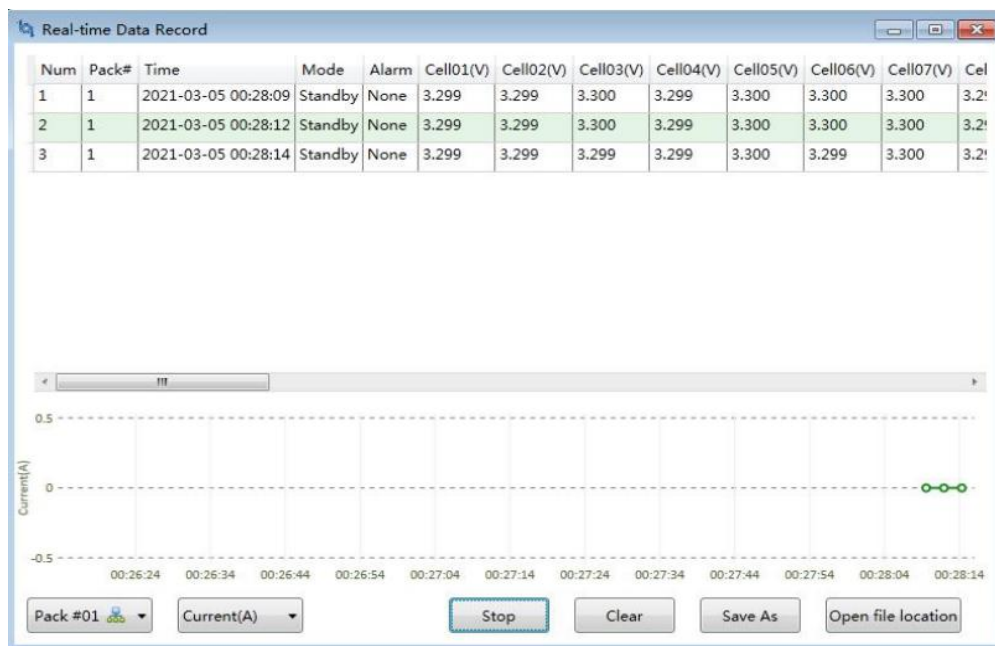 Real-time Data Record
Num Pack# Time Mode Alarm Cell01(V) Cell02(V) Cell03(V) Cell04(V) Cell05(V) Cell06(V) Cell07(V) Cel
1 1 2021-03-05 00:28:09 Standby None 3.299 3.299 3.300 3.299 3.300 3.300 3.300 3.2
2 1 2021-03-05 00:28:12 Standby None 3.299 3.299 3.300 3.299 3.300 3.300 3.300 3.2
3 1 2021-03-05 00:28:14 Standby None 3.299 3.299 3.299 3.299 3.300 3.299 3.300 3.2
0.5
Current(A)
0
-0.5
00:26:24 00:26:34 00:26:44 00:26:54 00:27:04 00:27:14 00:27:24 00:27:34 00:27:44 00:27:54 00:28:04 00:28:14
Pack #01 Current(A) Stop Clear Save As Open file location